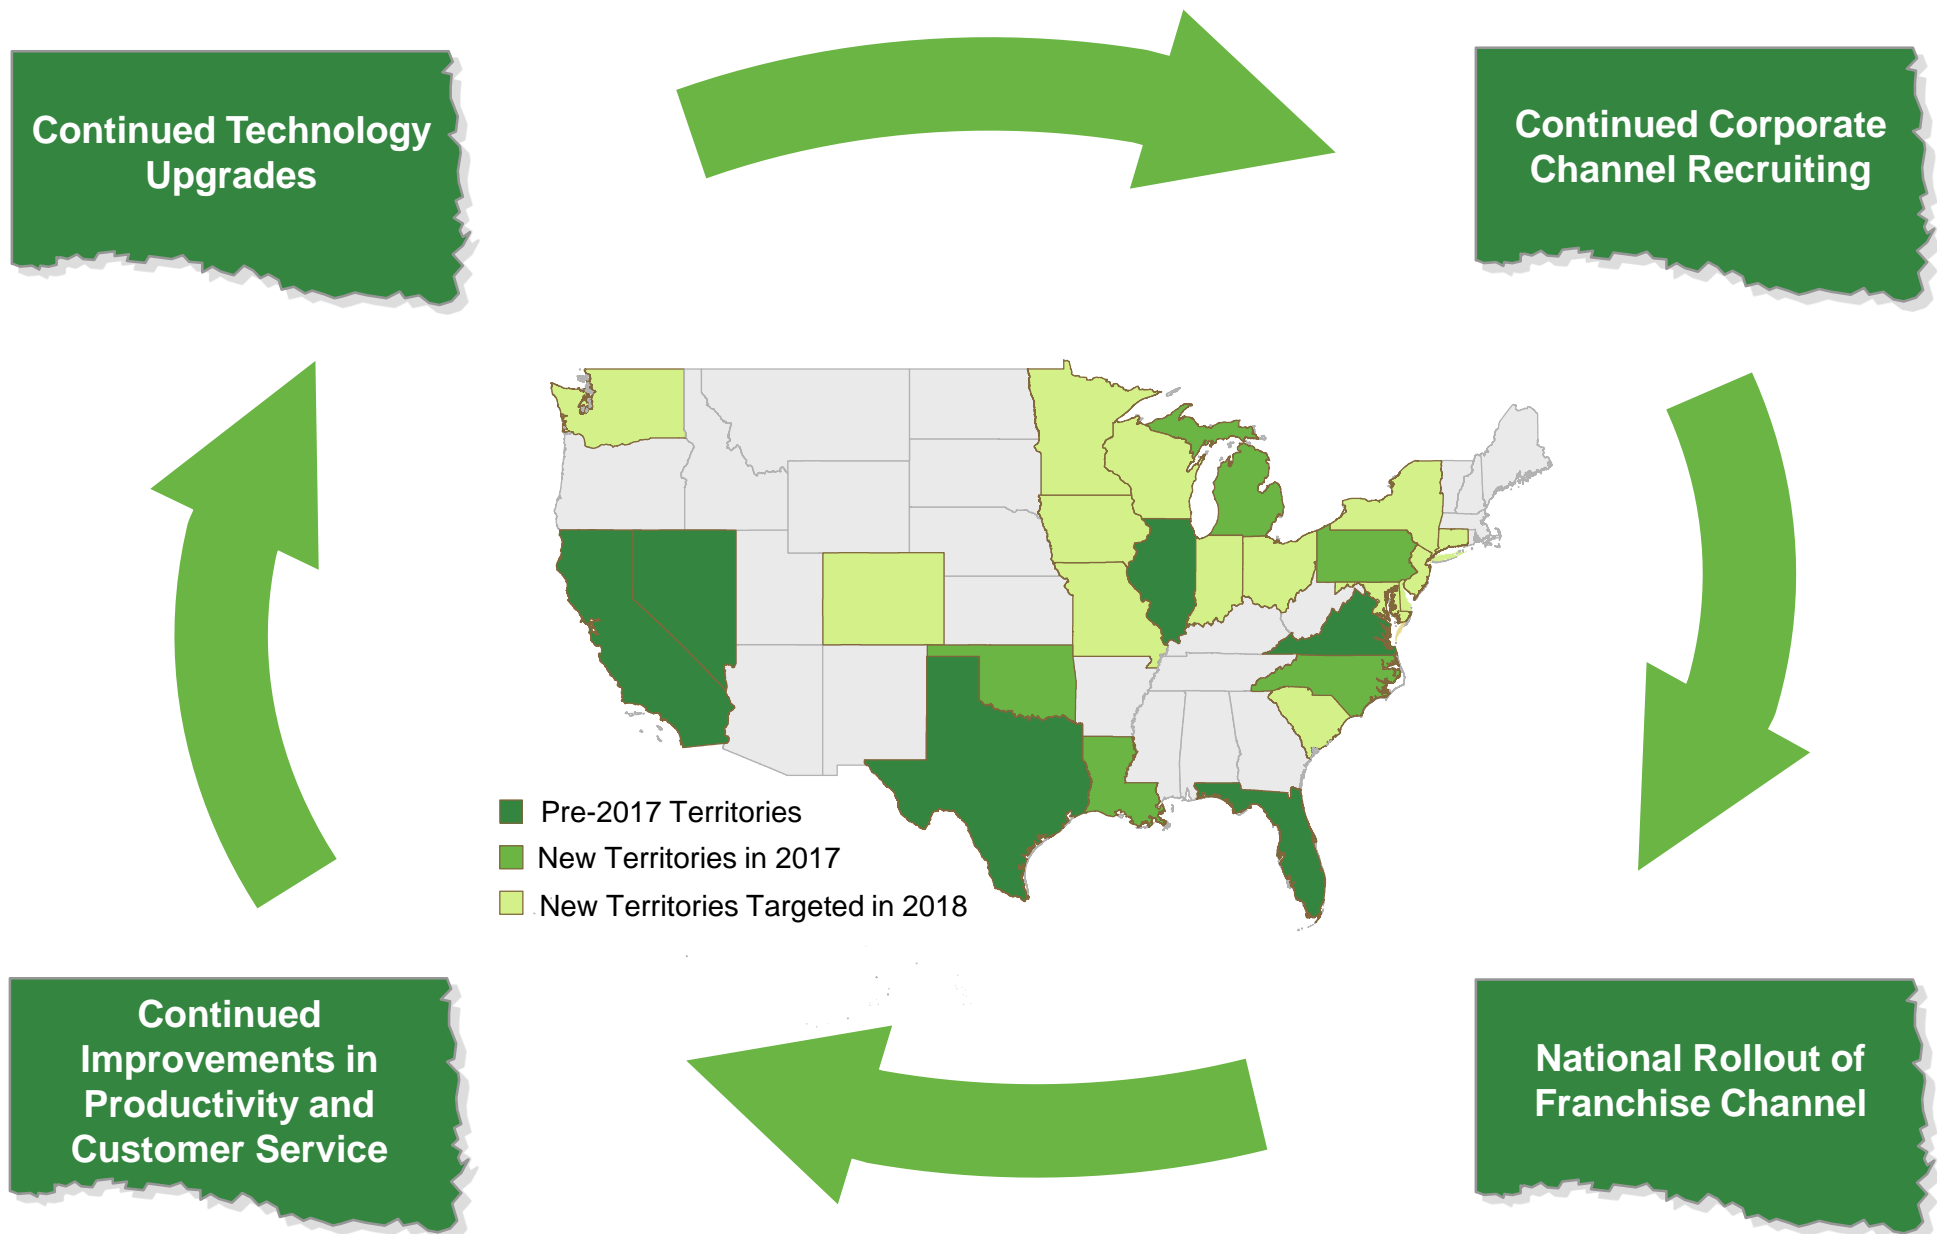 Continued Technology
Upgrades
Continued Corporate
Channel Recruiting
Pre-2017 Territories
New Territories in 2017
New Territories Targeted in 2018
Continued
Improvements in
Productivity and
Customer Service
National Rollout of
Franchise Channel